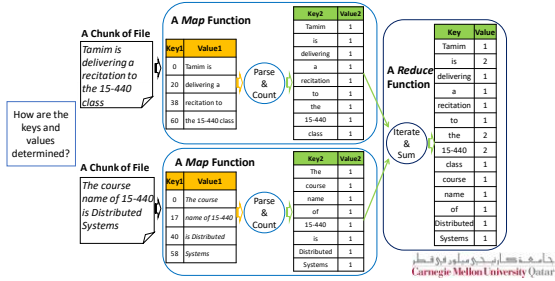 A Map Function
A Chunk of File
Tamim is
delivering a
recitation to
the 15-440
class
Key1 Value1
0 Tamim is
20 delivering a
38 recitation to
60 the 15-440 class
Parse
&
Count
Key2 Value2
Tamim 1
is 1
delivering 1
a 1
recitation 1
to 1
the 1
15-440 1
class 1
How are the
keys and
values
determined?
A Map Function
A Chunk of File
The course
name of 15-440
is Distributed
Systems
Key1 Value1
0 The course
17 name of 15-440
40 is Distributed
58 Systems
Parse
&
Count
Key2 Value2
The 1
course 1
name 1
of 1
15-440 1
is 1
Distributed 1
Systems 1
A Reduce
Function
Iterate
&
Sum
Key Value
Tamim 1
is 2
delivering 1
a 1
recitation 1
to 1
the 2
15-440 2
class 1
course 1
name 1
of 1
Distributed 1
Systems 1
جامعة كارنيجي ميلون في قطر
Carnegie Mellon University Qatar